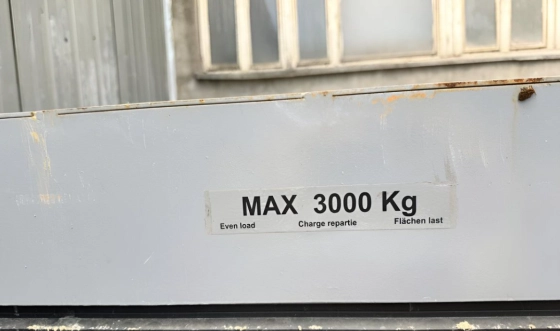 MAX 3000 Kg
Even load Charge repartie Flächen last